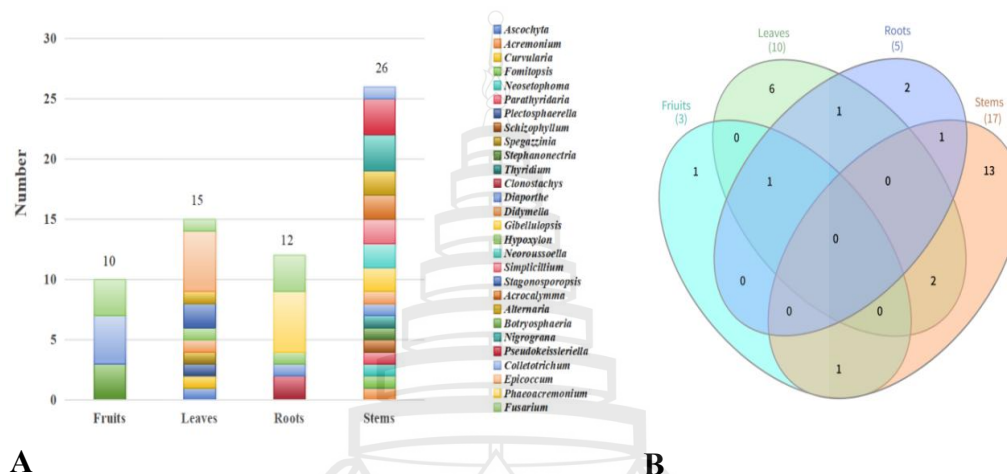 30
25
20
15
10
5
0
Number
10
15
12
26
Fruits
Leaves
Roots
Stems
Ascochyta
Acremonium
Curvularia
Fomitopsis
Neosetophoma
Parathyridaria
Plectosphaerella
Schizophyllum
Spegazzinia
Stephanonectria
Thyridium
Clonostachys
Diaporthe
Didymella
Gibellulopsis
Hypoxylon
Neoroussoella
Simplicillium
Stagonosporopsis
Acrocalymma
Alternaria
Botryosphaeria
Nigrograna
Pseudokeissleriella
Colletotrichum
Epicoccum
Phaeoacremonium
Fusarium
A
Leaves
(10)
Roots
(5)
Friuits
(3)
Stems
(17)
6
2
1
0
1
1
13
1
0
0
0
2
0
0
1
B